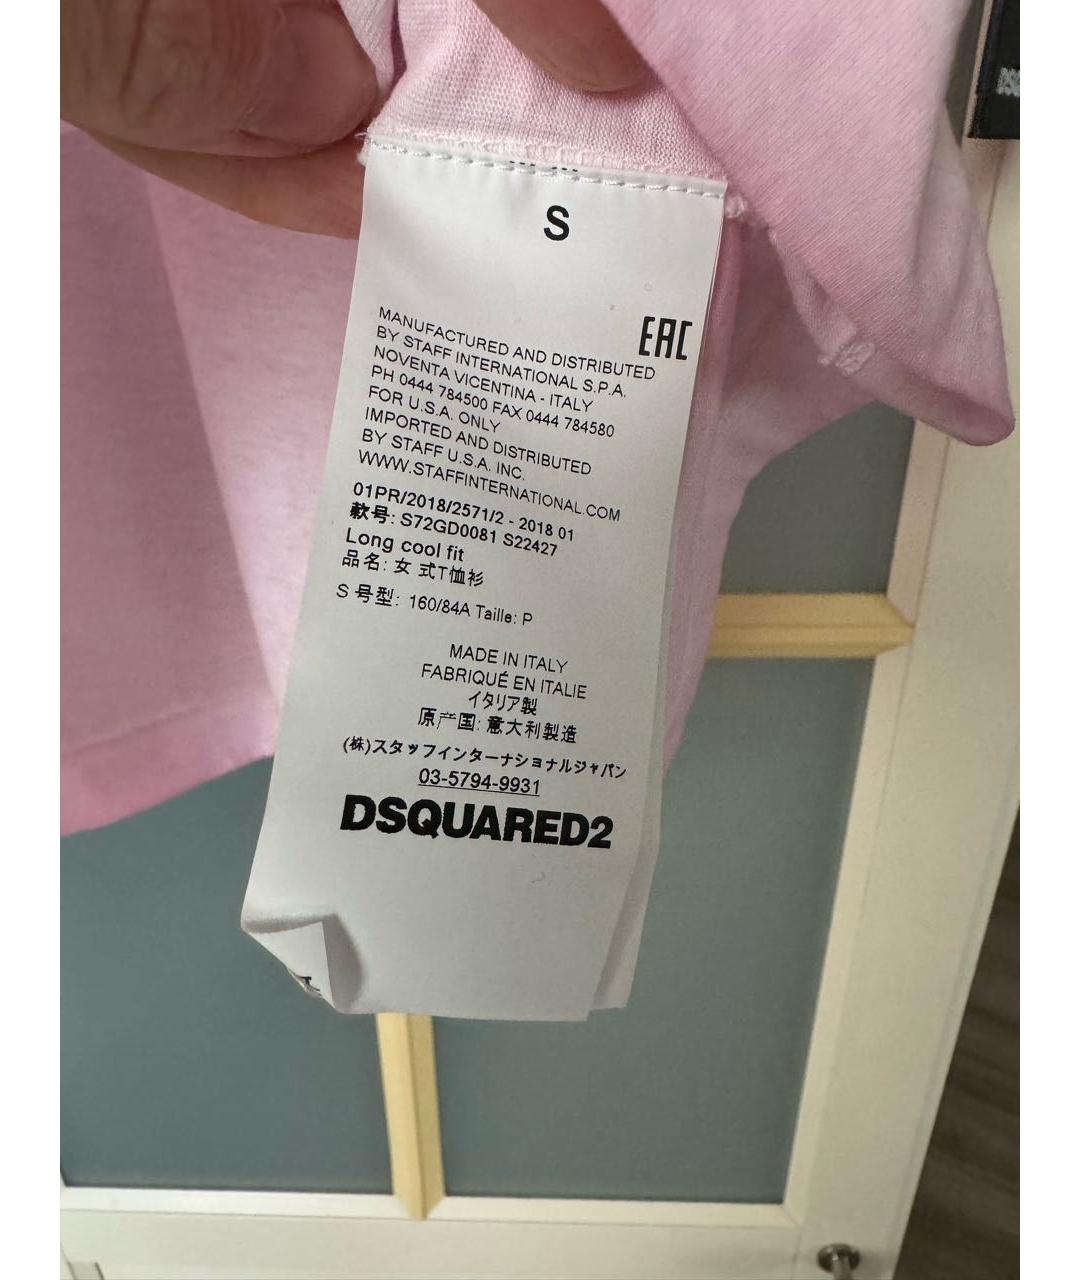 S
EAC
MANUFACTURED AND DISTRIBUTED
BY STAFF INTERNATIONAL S.P.A.
NOVENTA VICENTINA - ITALY
PH 0444 784500 FAX 0444 784580
FOR U.S.A. ONLY
IMPORTED AND DISTRIBUTED
BY STAFF U.S.A. INC.
WWW.STAFFINTERNATIONAL.COM
01PR/2018/2571/2 - 2018 01
款号: S72GD0081 S22427
Long cool fit
品名: 女 式T恤衫
S 号型: 160/84A Taille: P
MADE IN ITALY
FABRIQUÉ EN ITALIE
イタリア製
原产国: 意大利製造
(株)スタッフインターナショナルジャパン
03-5794-9931
DSQUARED2